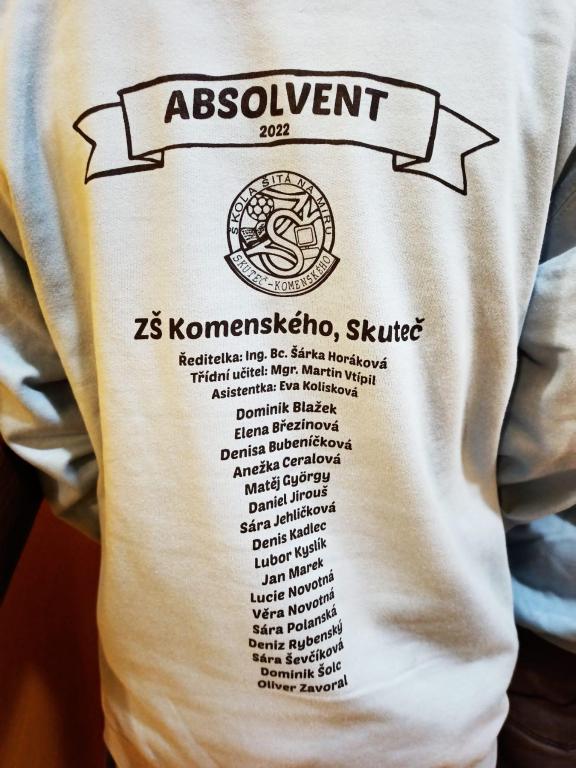 ABSOLVENT
2022
ŠKOLA ŠITÁ NA MÍRU
ZŠ
SKUTEČ-KOMENSKÉHO
ZŠ Komenského, Skuteč
Ředitelka: Ing. Bc. Šárka Horáková
Třídní učitel: Mgr. Martin Vtípil
Asistentka: Eva Kolisková
Dominik Blažek
Elena Březinová
Denisa Bubeníčková
Anežka Ceralová
Matěj György
Daniel Jirouš
Sára Jehličková
Denis Kadlec
Lubor Kyslík
Jan Marek
Lucie Novotná
Věra Novotná
Sára Polanská
Deniz Rybenský
Sára Ševčíková
Dominik Šolc
Oliver Zavoral